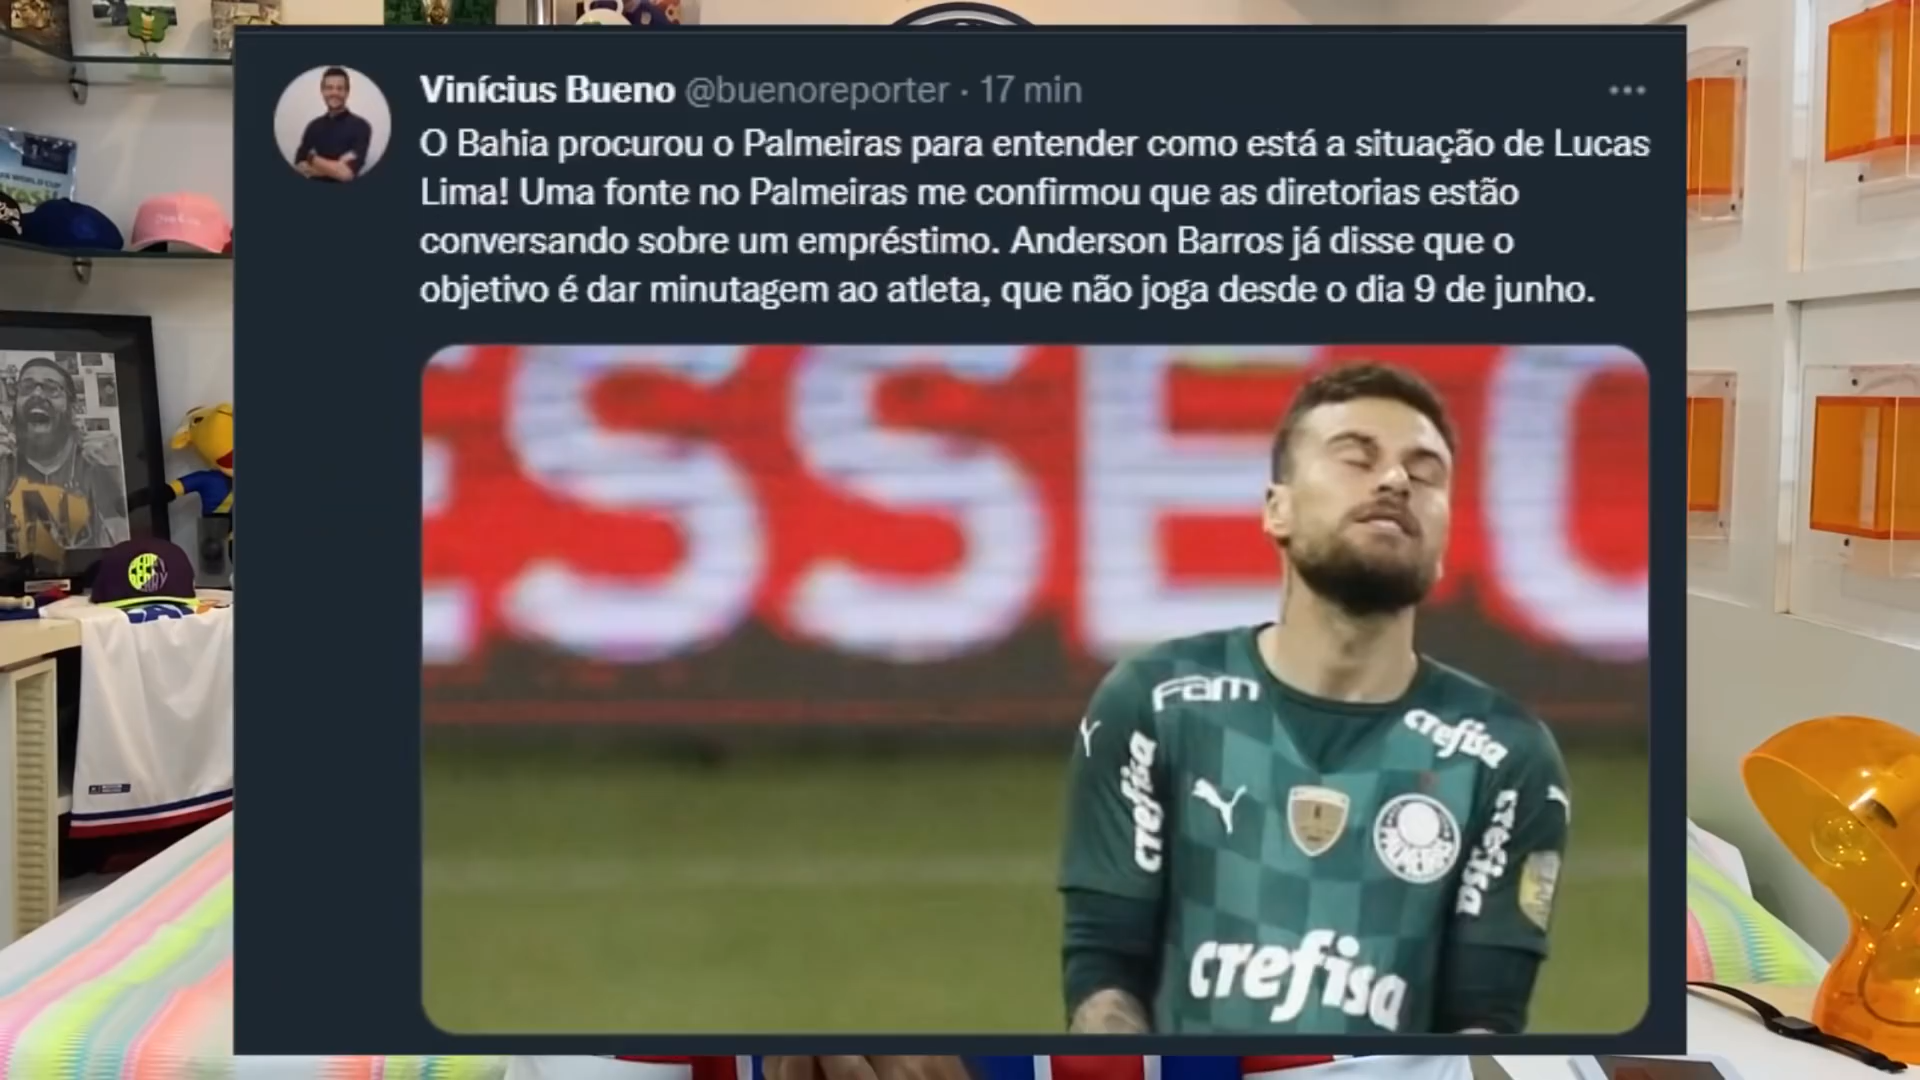 Vinícius Bueno @buenoreporter · 17 min
O Bahia procurou o Palmeiras para entender como está a situação de Lucas
Lima! Uma fonte no Palmeiras me confirmou que as diretorias estão
conversando sobre um empréstimo. Anderson Barros já disse que o
objetivo é dar minutagem ao atleta, que não joga desde o dia 9 de junho.
ESSE
Fam
crefisa
crefisa
crefisa
crefisa